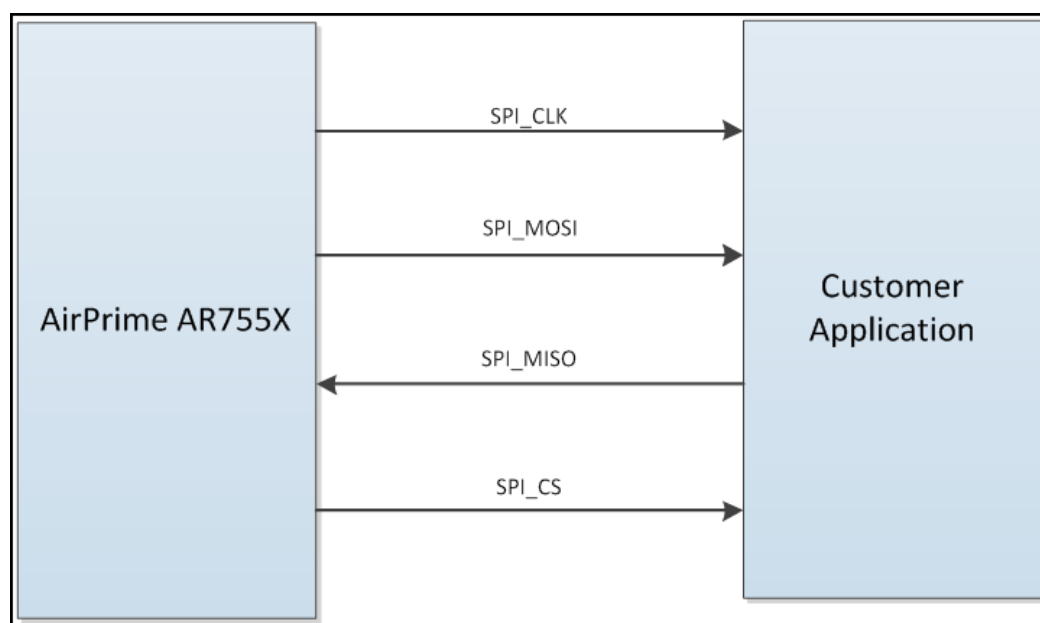 SPI_CLK
SPI_MOSI
AirPrime AR755X
Customer
Application
SPI_MISO
SPI_CS